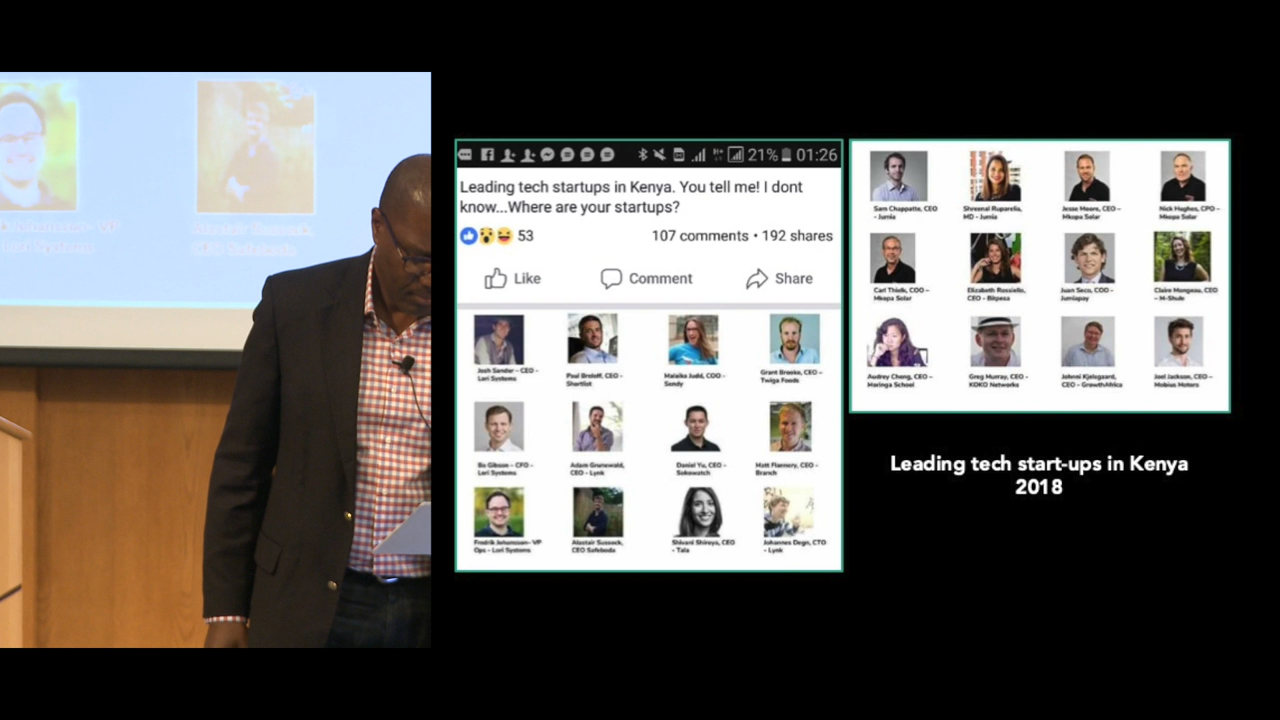 21% 01:26
Leading tech startups in Kenya. You tell me! I dont
know...Where are your startups?
53
107 comments • 192 shares
Like
Comment
Share
Josh Sandor – CEO -
Lori Systems
Paul Breloff, CEO -
Shortlist
Malaika Judd, COO -
Sendy
Grant Brooke, CEO –
Twiga Foods
Bo Gibson – CFO -
Lori Systems
Adam Grunewald,
CEO - Lynk
Daniel Yu, CEO -
Sokowatch
Matt Flannery, CEO -
Branch
Fredrik Johansson- VP
Ops - Lori Systems
Alastair Sussock,
CEO Safeboda
Shivani Shiroya, CEO
- Tala
Johannes Dego, CTO
- Lynk
Sam Chappatte, CEO
- Jumia
Shreenal Ruparelia,
MD - Jumia
Jesse Moore, CEO –
Mkopa Solar
Nick Hughes, CPO –
Mkopa Solar
Carl Thielk, COO –
Mkopa Solar
Elizabeth Rossiello,
CEO - Bitpesa
Juan Seco, COO -
Jumiapay
Claire Mongeau, CEO
– M-Shule
Audrey Cheng, CEO –
Moringa School
Greg Murray, CEO -
KOKO Networks
Johnni Kjelsgaard,
CEO - GrowthAfrica
Joel Jackson, CEO –
Mobius Motors
Leading tech start-ups in Kenya
2018